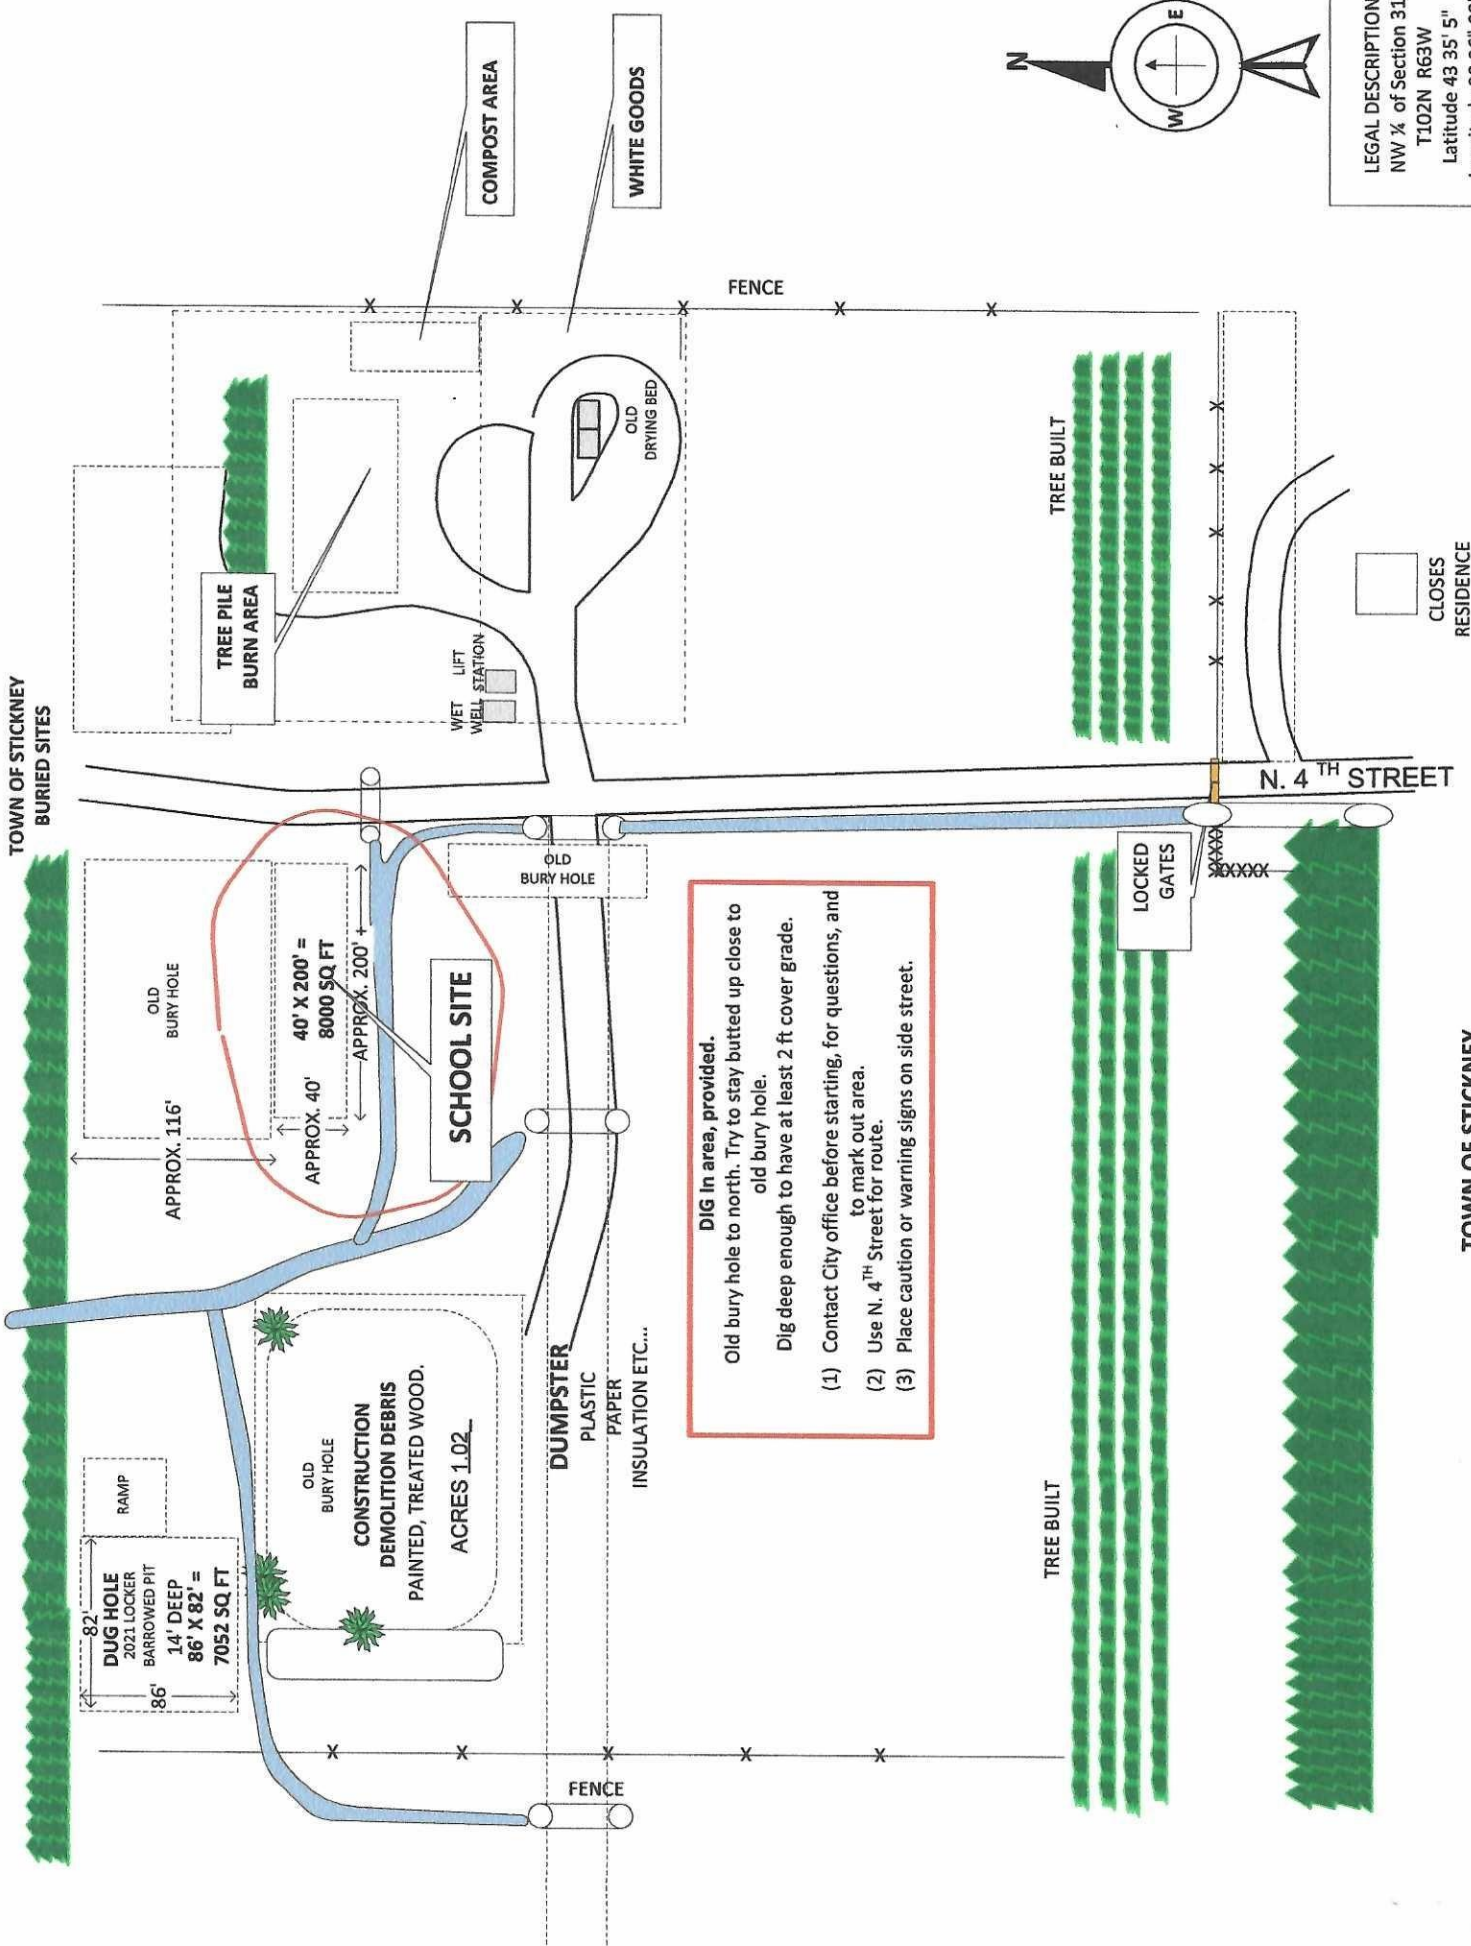 TOWN OF STICKNEY
BURIED SITES
82'
DUG HOLE
2021 LOCKER
BARROWED PIT
14' DEEP
86' X 82' =
7052 SQ FT
86'
RAMP
OLD
BURY HOLE
CONSTRUCTION
DEMOLITION DEBRIS
PAINTED, TREATED WOOD.
ACRES 1.02
APPROX. 116'
OLD
BURY HOLE
APPROX. 40'
40' X 200' =
8000 SQ FT
APPROX. 200' +
SCHOOL SITE
OLD
BURY HOLE
TREE PILE
BURN AREA
WET
WELL
LIFT
STATION
OLD
DRYING BED
COMPOST AREA
WHITE GOODS
FENCE
FENCE
DUMPSTER
PLASTIC
PAPER
INSULATION ETC...
DIG in area, provided.
Old bury hole to north. Try to stay butted up close to
old bury hole.
Dig deep enough to have at least 2 ft cover grade.
(1) Contact City office before starting, for questions, and
to mark out area.
(2) Use N. 4TH Street for route.
(3) Place caution or warning signs on side street.
TREE BUILT
TREE BUILT
LOCKED
GATES
N. 4 TH STREET
CLOSES
RESIDENCE
N
W
E
LEGAL DESCRIPTION
NW ¼ of Section 31
T102N R63W
Latitude 43 35' 5"
TOWN OF STICKNEY